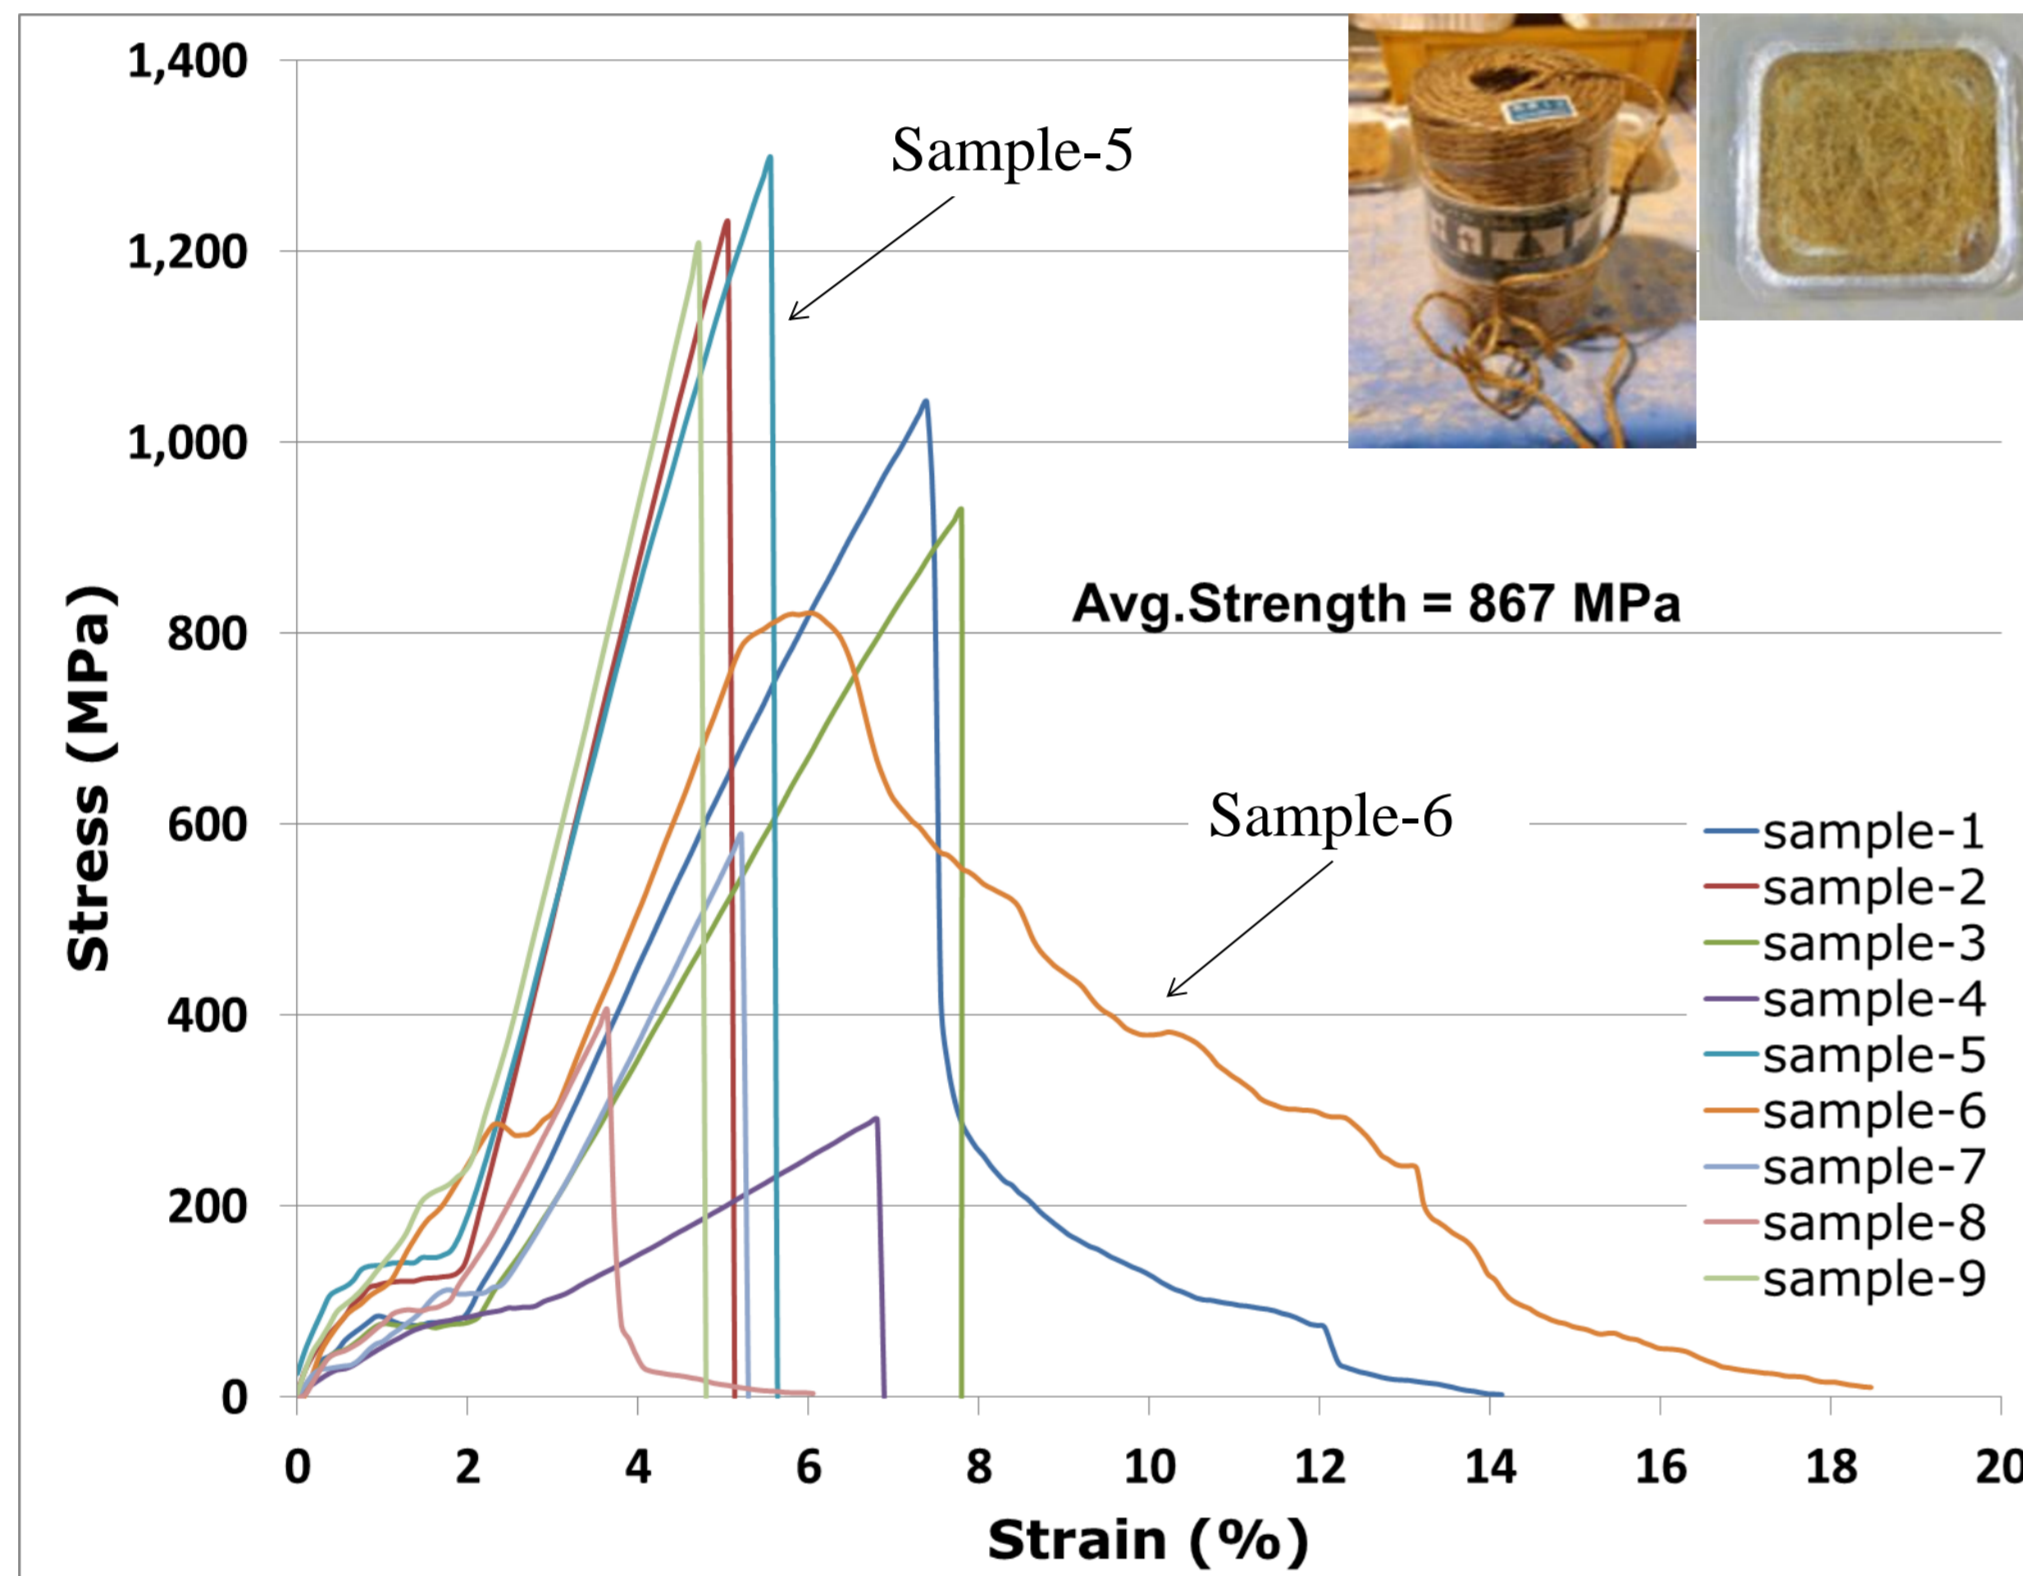 1,400
1,200
1,000
800
600
400
200
0
Stress (MPa)
0 2 4 6 8 10 12 14 16 18 20
Strain (%)
Sample-5
Avg.Strength = 867 MPa
Sample-6
sample-1
sample-2
sample-3
sample-4
sample-5
sample-6
sample-7
sample-8
sample-9